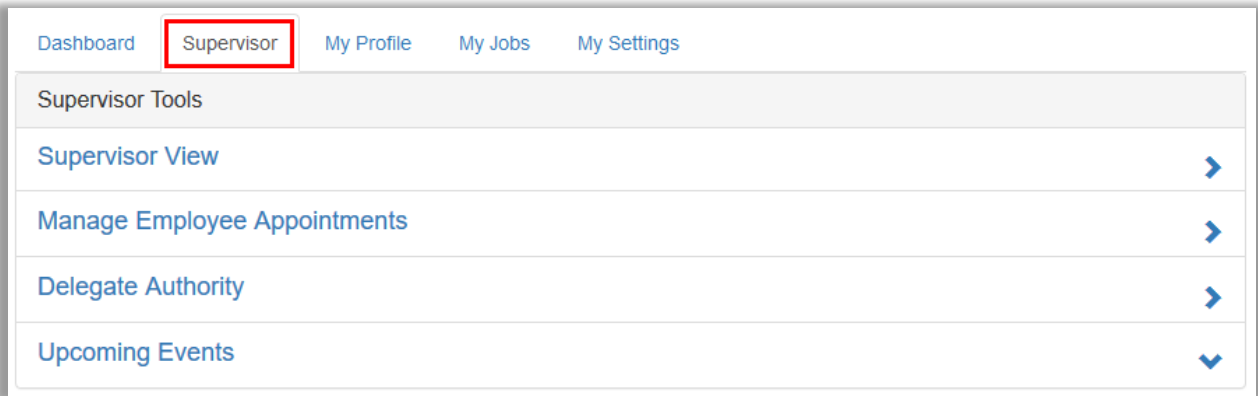 Dashboard Supervisor My Profile My Jobs My Settings
Supervisor Tools
Supervisor View
Manage Employee Appointments
Delegate Authority
Upcoming Events